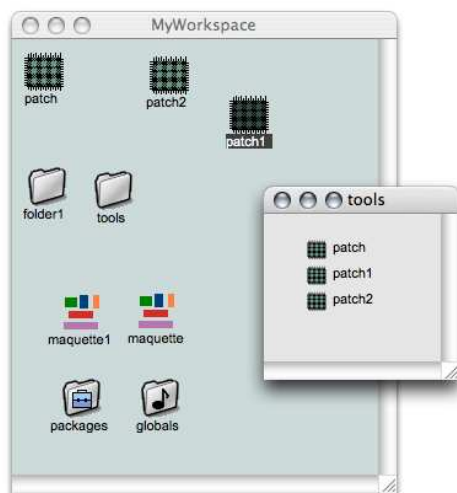 MyWorkspace
patch
patch2
patch1
folder1
tools
tools
patch
patch1
patch2
maquette1
maquette
packages
globals